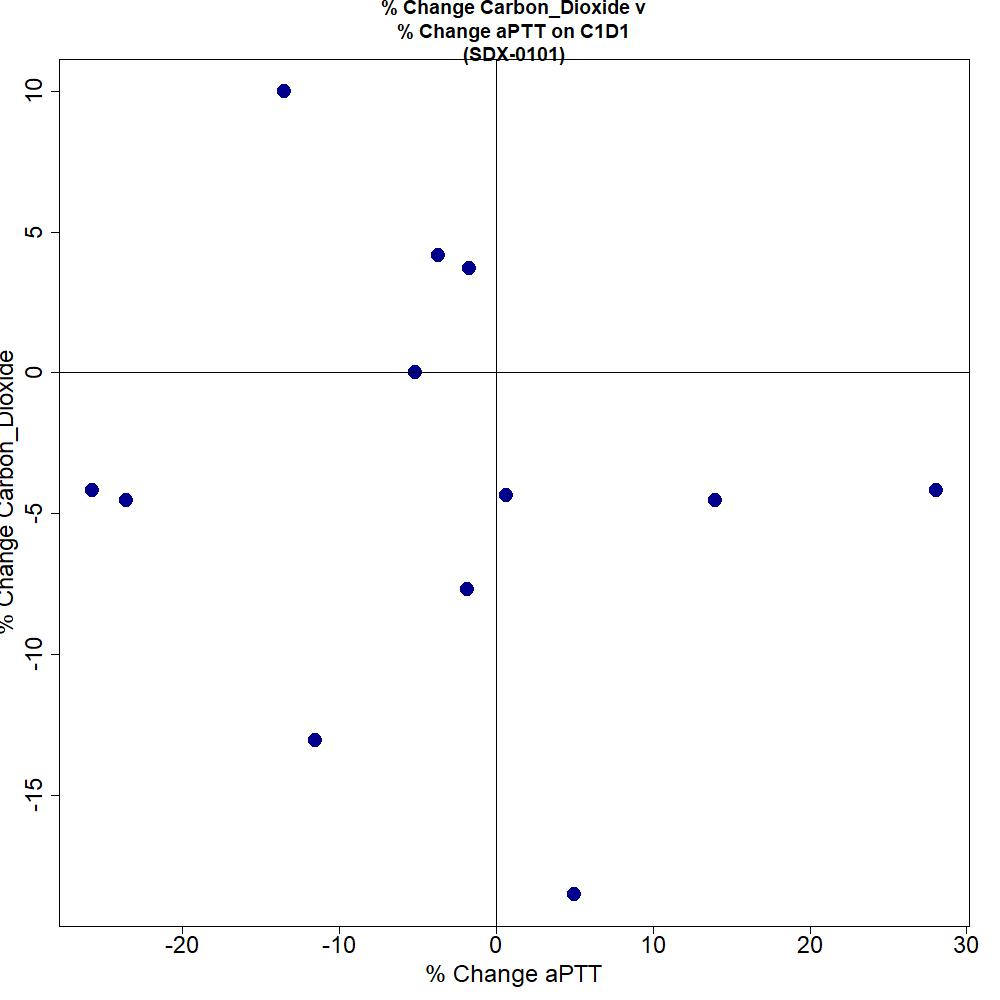 % Change Carbon_Dioxide v
% Change aPTT on C1D1
(SDX-0101)
% Change Carbon_Dioxide
10
5
0
-5
-10
-15
-20
-10
0
10
20
30
% Change aPTT